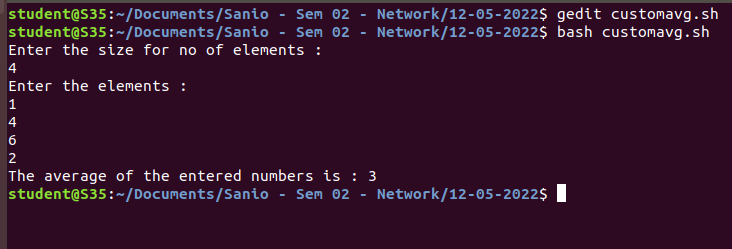 student@S35:~/Documents/Sanio - Sem 02 - Network/12-05-2022$ gedit customavg.sh
student@S35:~/Documents/Sanio - Sem 02 - Network/12-05-2022$ bash customavg.sh
Enter the size for no of elements :
4
Enter the elements :
1
4
6
2
The average of the entered numbers is : 3
student@S35:~/Documents/Sanio - Sem 02 - Network/12-05-2022$